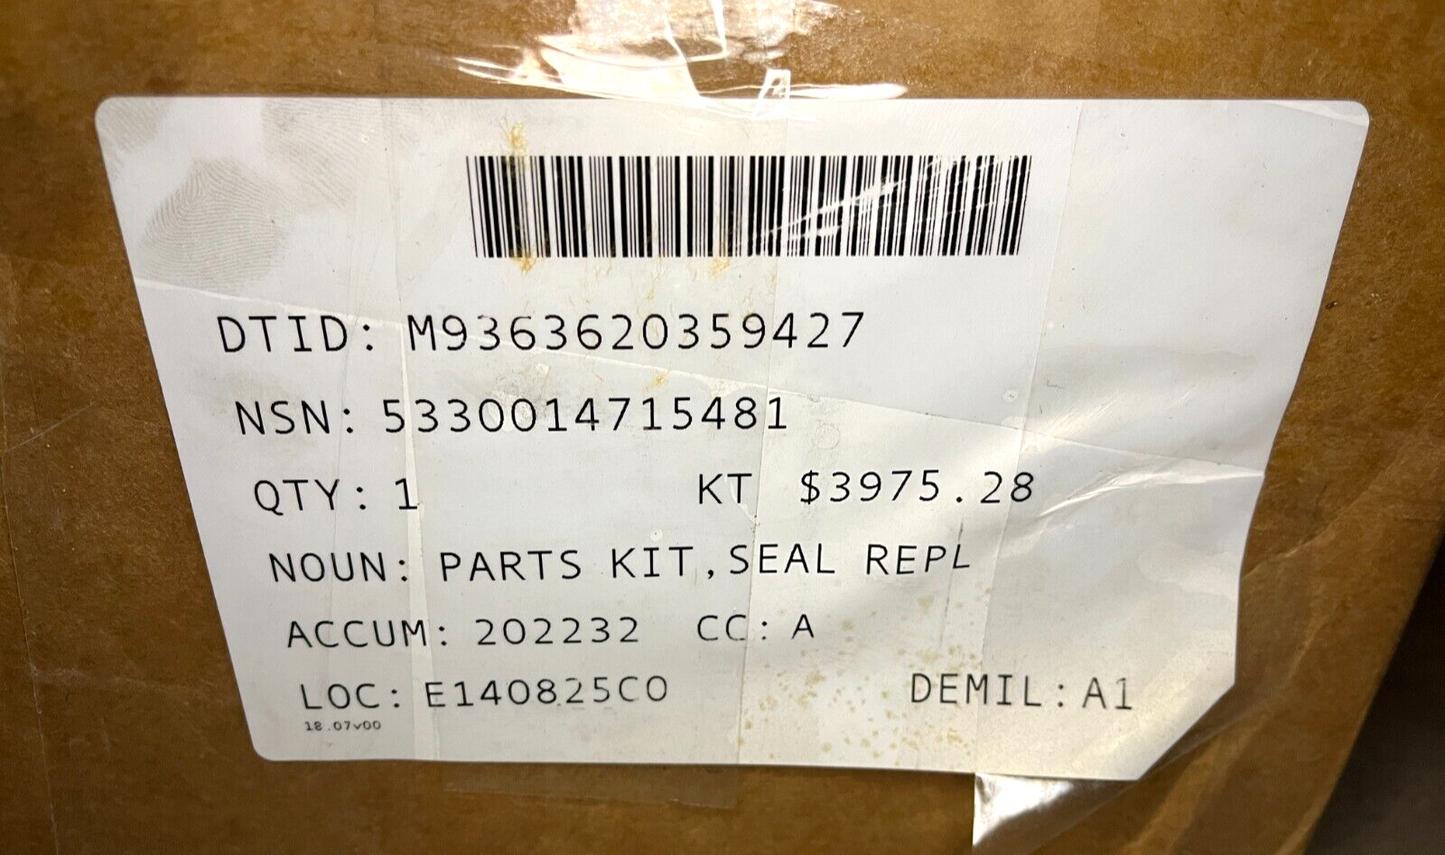 DTID: M9363620359427
NSN: 5330014715481
QTY: 1 KT $3975.28
NOUN: PARTS KIT,SEAL REPL
ACCUM: 202232 CC: A
LOC: E140825C0 DEMIL: A1
18.07v00